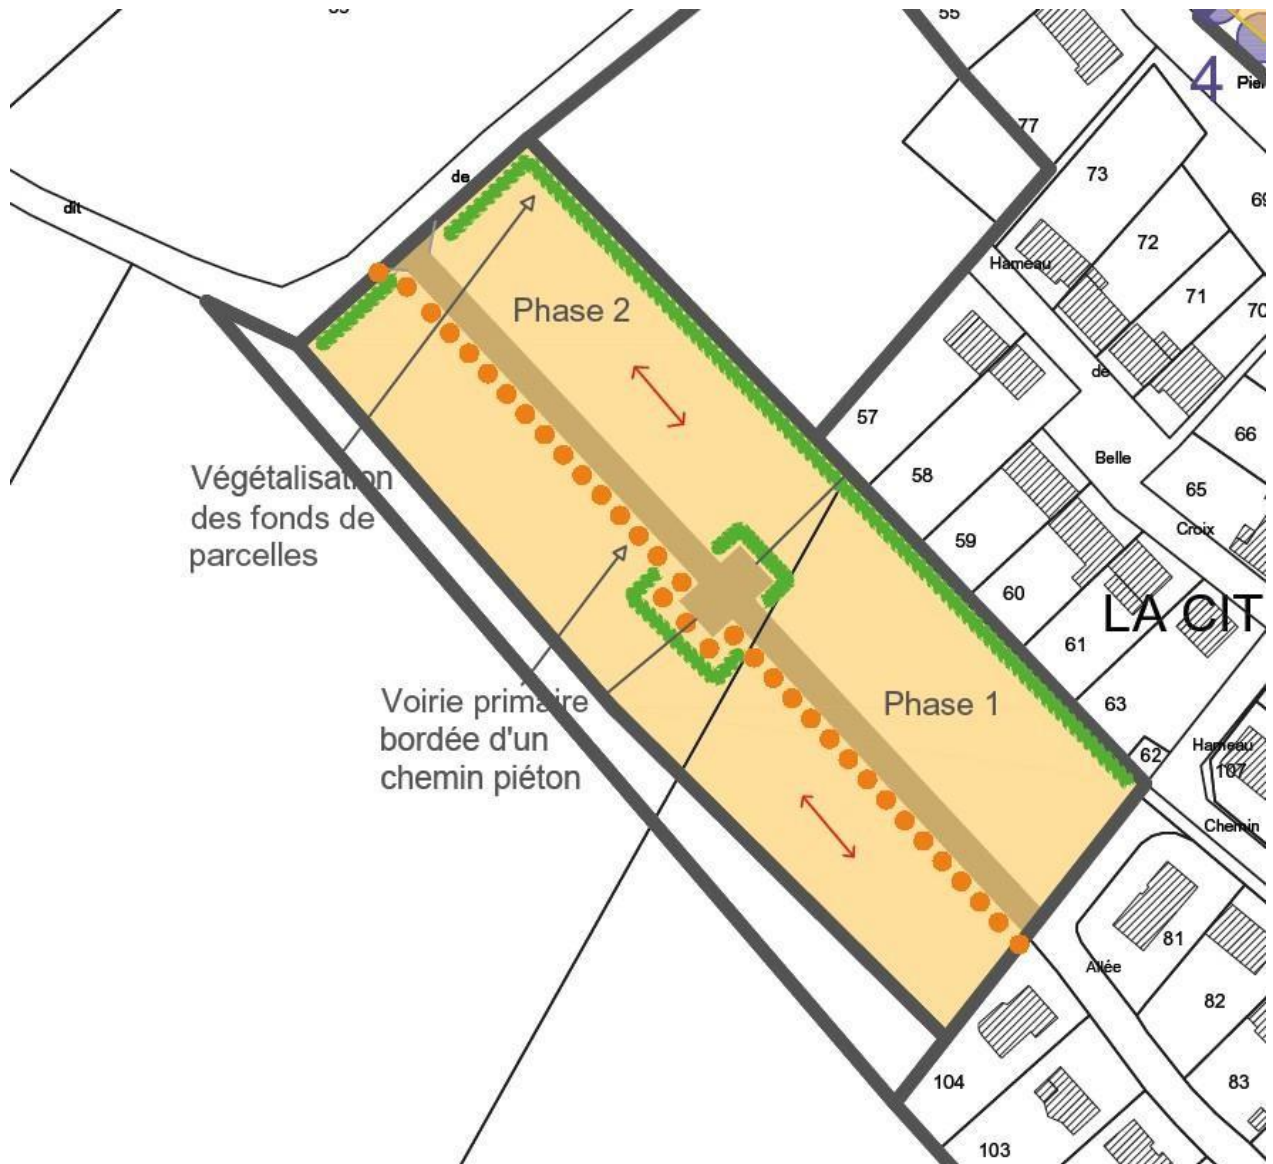 55
4
77
73
de
69
dit
72
Hameau
71
70
Phase 2
de
57
66
Belle
58
65
Végétalisation
des fonds de
parcelles
Croix
59
60
LA CIT
61
Voirie primaire
bordée d'un
chemin piéton
Phase 1
63
62
Hameau
107
Chemin
81
Allée
82
104
83
103